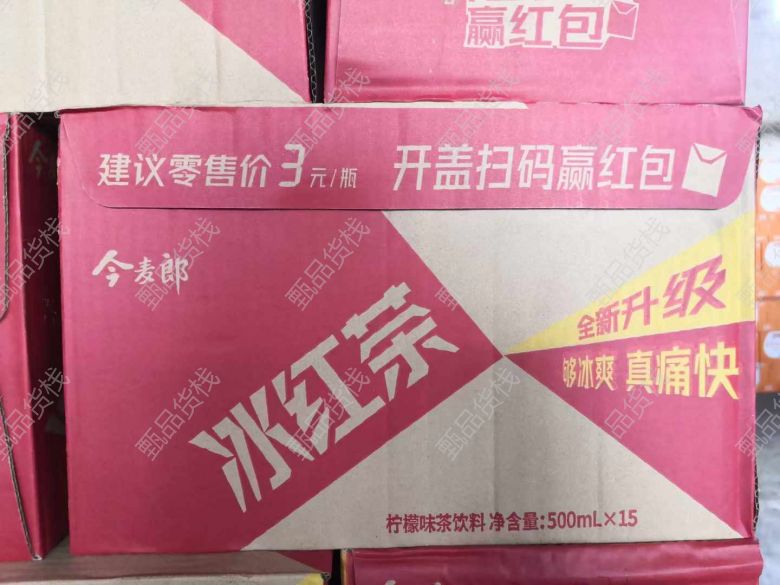 赢红包
建议零售价3元/瓶 开盖扫码赢红包
今麦郎
冰红茶
全新升级
够冰爽 真痛快
柠檬味茶饮料 净含量:500mL×15
甄品货栈